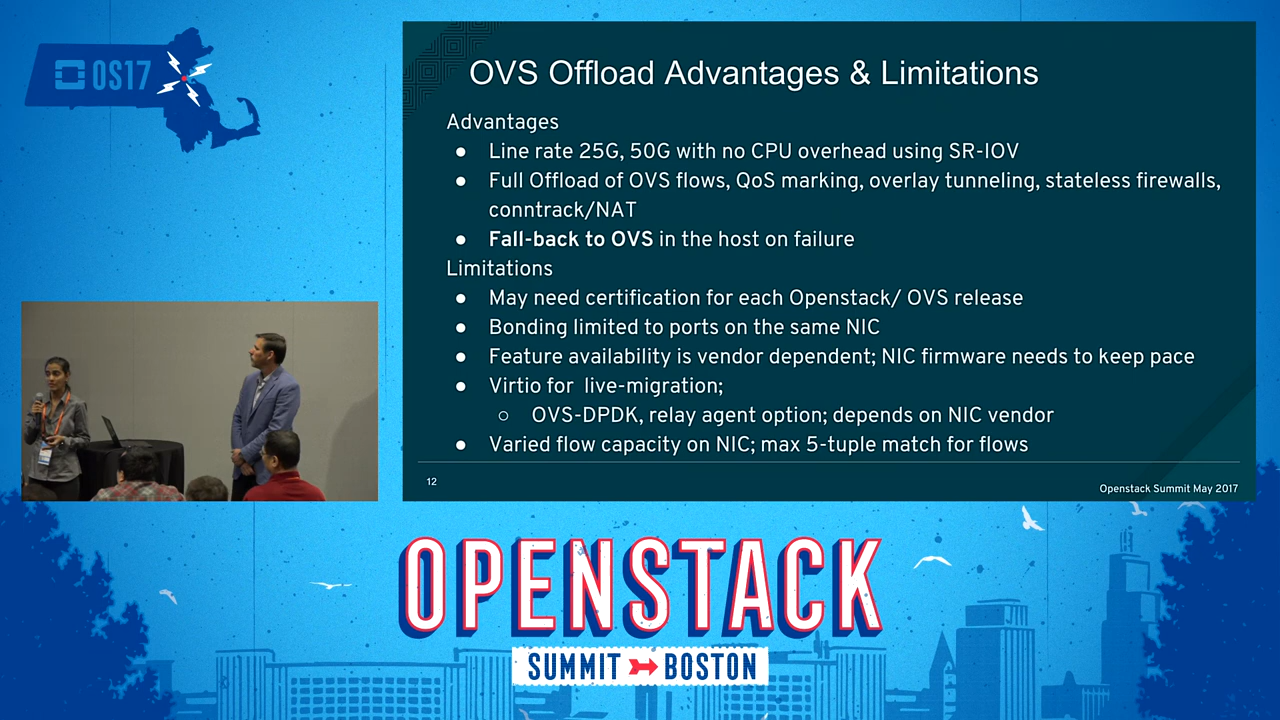 OS17
OVS Offload Advantages & Limitations
Advantages
● Line rate 25G, 50G with no CPU overhead using SR-IOV
● Full Offload of OVS flows, QoS marking, overlay tunneling, stateless firewalls,
conntrack/NAT
● Fall-back to OVS in the host on failure
Limitations
● May need certification for each Openstack/ OVS release
● Bonding limited to ports on the same NIC
● Feature availability is vendor dependent; NIC firmware needs to keep pace
● Virtio for live-migration;
○ OVS-DPDK, relay agent option; depends on NIC vendor
● Varied flow capacity on NIC; max 5-tuple match for flows
12
Openstack Summit May 2017
OPENSTACK
SUMMIT BOSTON